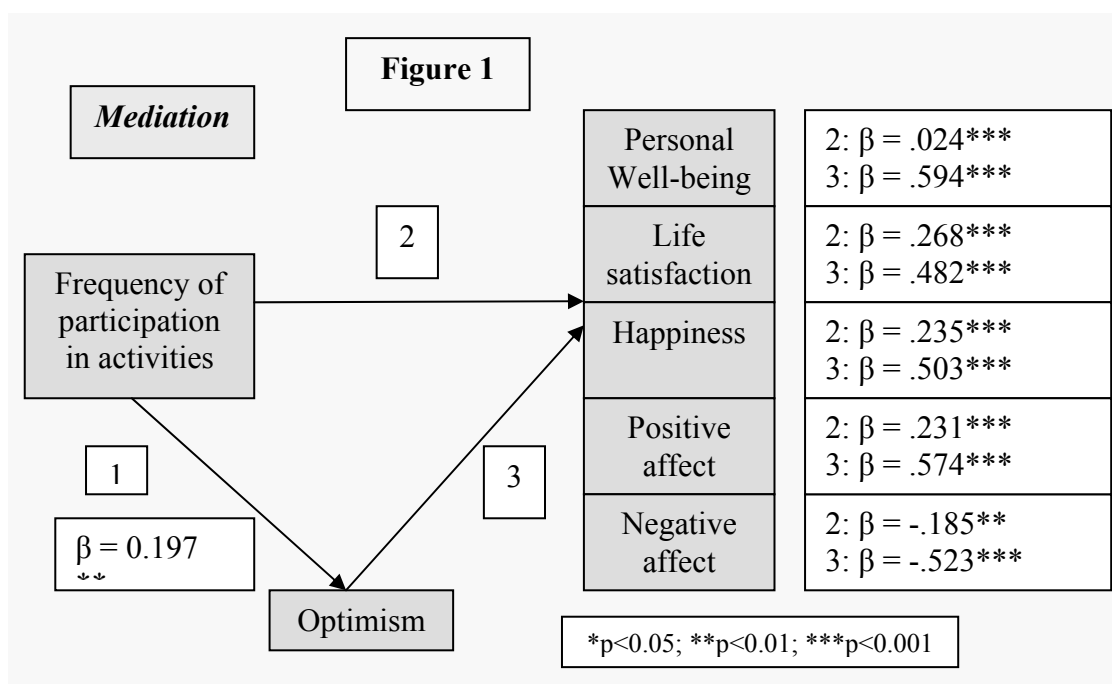 Figure 1
Mediation
Personal
Well-being
2: β = .024***
3: β = .594***
2
Life
satisfaction
2: β = .268***
3: β = .482***
Frequency of
participation
in activities
Happiness
2: β = .235***
3: β = .503***
Positive
affect
2: β = .231***
3: β = .574***
1
3
β = 0.197
**
Negative
affect
2: β = -.185**
3: β = -.523***
Optimism
*p<0.05; **p<0.01; ***p<0.001